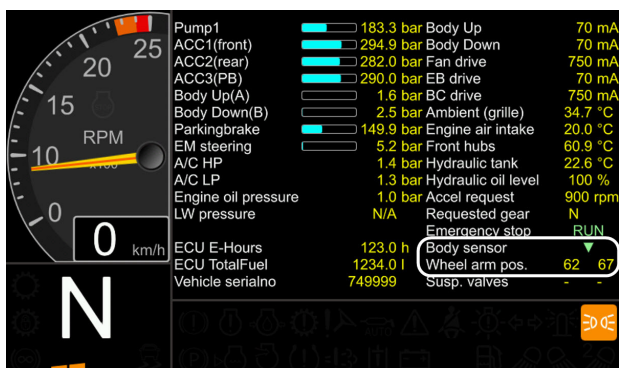 25
20
15
10
0
RPM
x100
0 km/h
N
Pump1 183.3 bar Body Up 70 mA
ACC1(front) 294.9 bar Body Down 70 mA
ACC2(rear) 282.0 bar Fan drive 750 mA
ACC3(PB) 290.0 bar EB drive 70 mA
Body Up(A) 1.6 bar BC drive 750 mA
Body Down(B) 2.5 bar Ambient (grille) 34.7 °C
Parkingbrake 149.9 bar Engine air intake 20.0 °C
EM steering 5.2 bar Front hubs 60.9 °C
A/C HP 1.4 bar Hydraulic tank 22.6 °C
A/C LP 1.3 bar Hydraulic oil level 100 %
Engine oil pressure 1.0 bar Accel request 900 rpm
LW pressure N/A Requested gear N
Emergency stop RUN
ECU E-Hours 123.0 h Body sensor ▼
ECU TotalFuel 1234.0 l Wheel arm pos. 62 67
Vehicle serialno 749999 Susp. valves - -